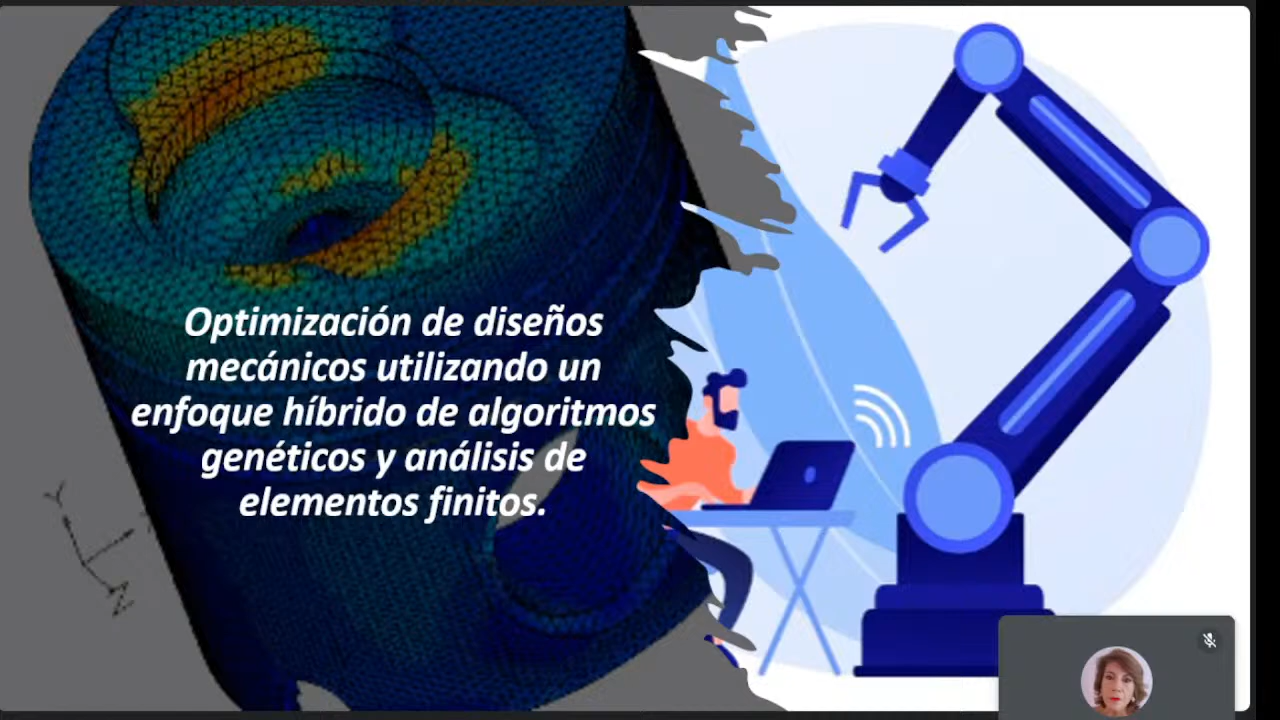 Optimización de diseños
mecánicos utilizando un
enfoque híbrido de algoritmos
genéticos y análisis de
elementos finitos.
Y
Z